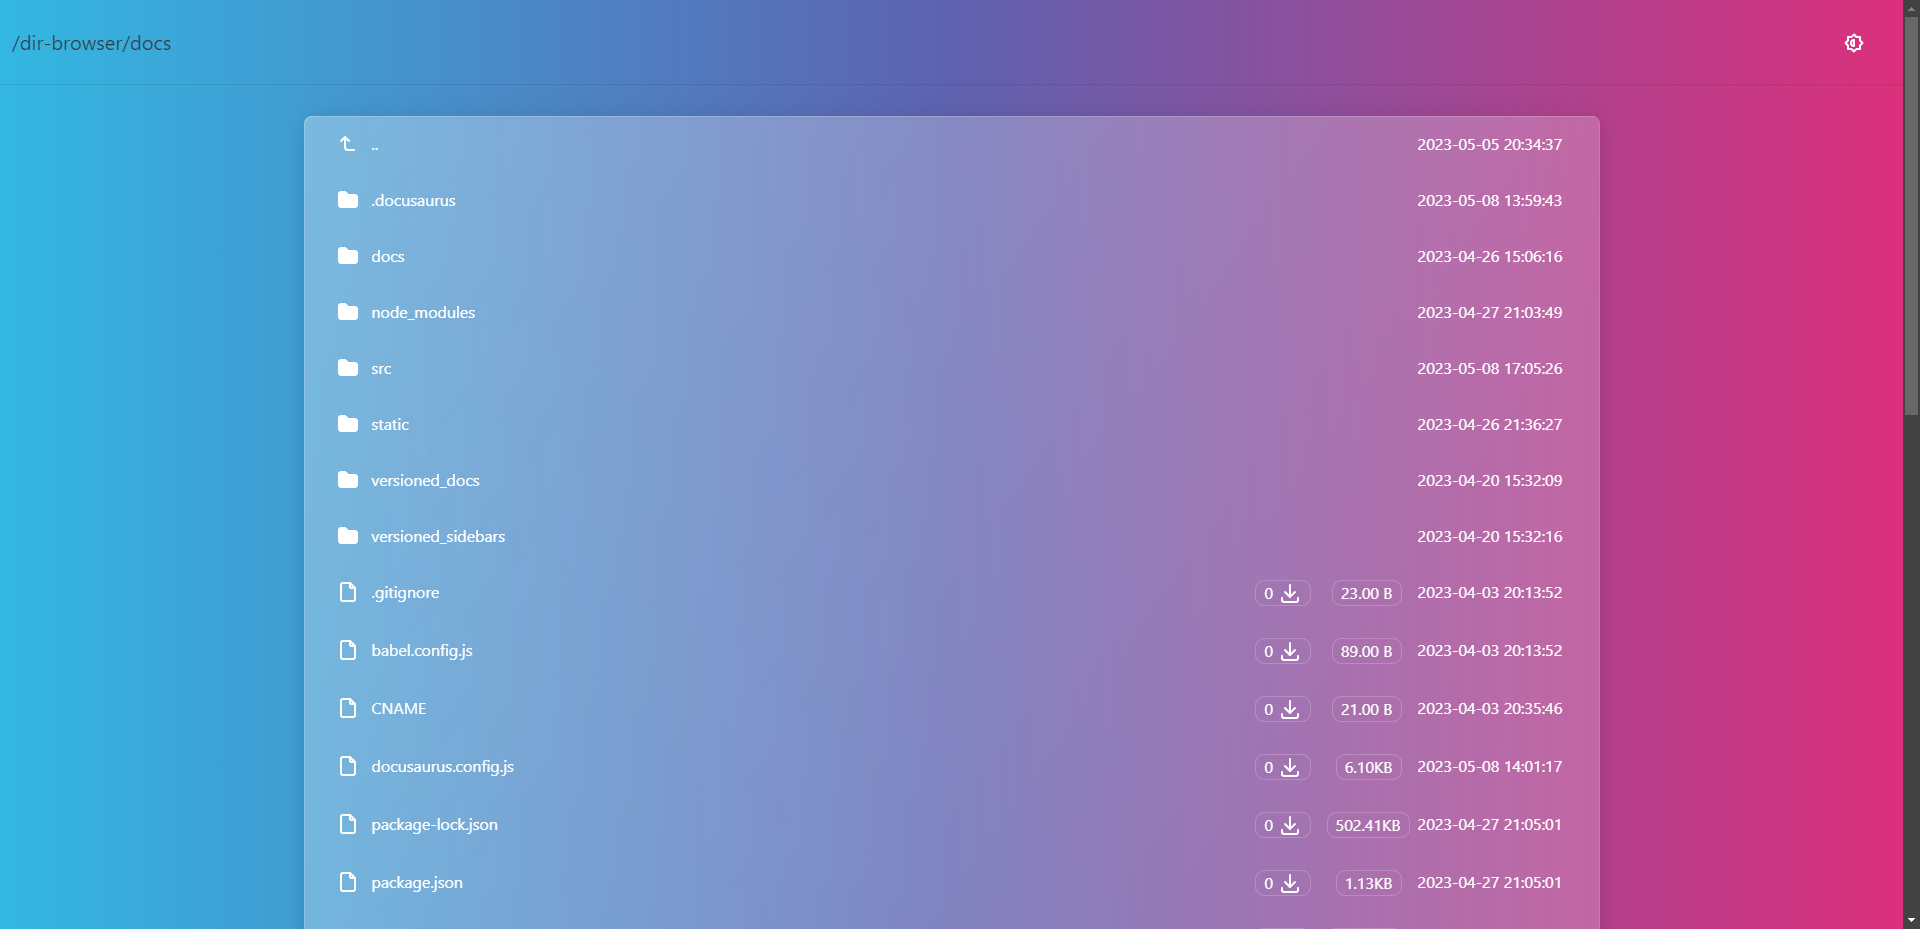 /dir-browser/docs
.. 2023-05-05 20:34:37
.docusaurus 2023-05-08 13:59:43
docs 2023-04-26 15:06:16
node_modules 2023-04-27 21:03:49
src 2023-05-08 17:05:26
static 2023-04-26 21:36:27
versioned_docs 2023-04-20 15:32:09
versioned_sidebars 2023-04-20 15:32:16
.gitignore 0 23.00 B 2023-04-03 20:13:52
babel.config.js 0 89.00 B 2023-04-03 20:13:52
CNAME 0 21.00 B 2023-04-03 20:35:46
docusaurus.config.js 0 6.10KB 2023-05-08 14:01:17
package-lock.json 0 502.41KB 2023-04-27 21:05:01
package.json 0 1.13KB 2023-04-27 21:05:01